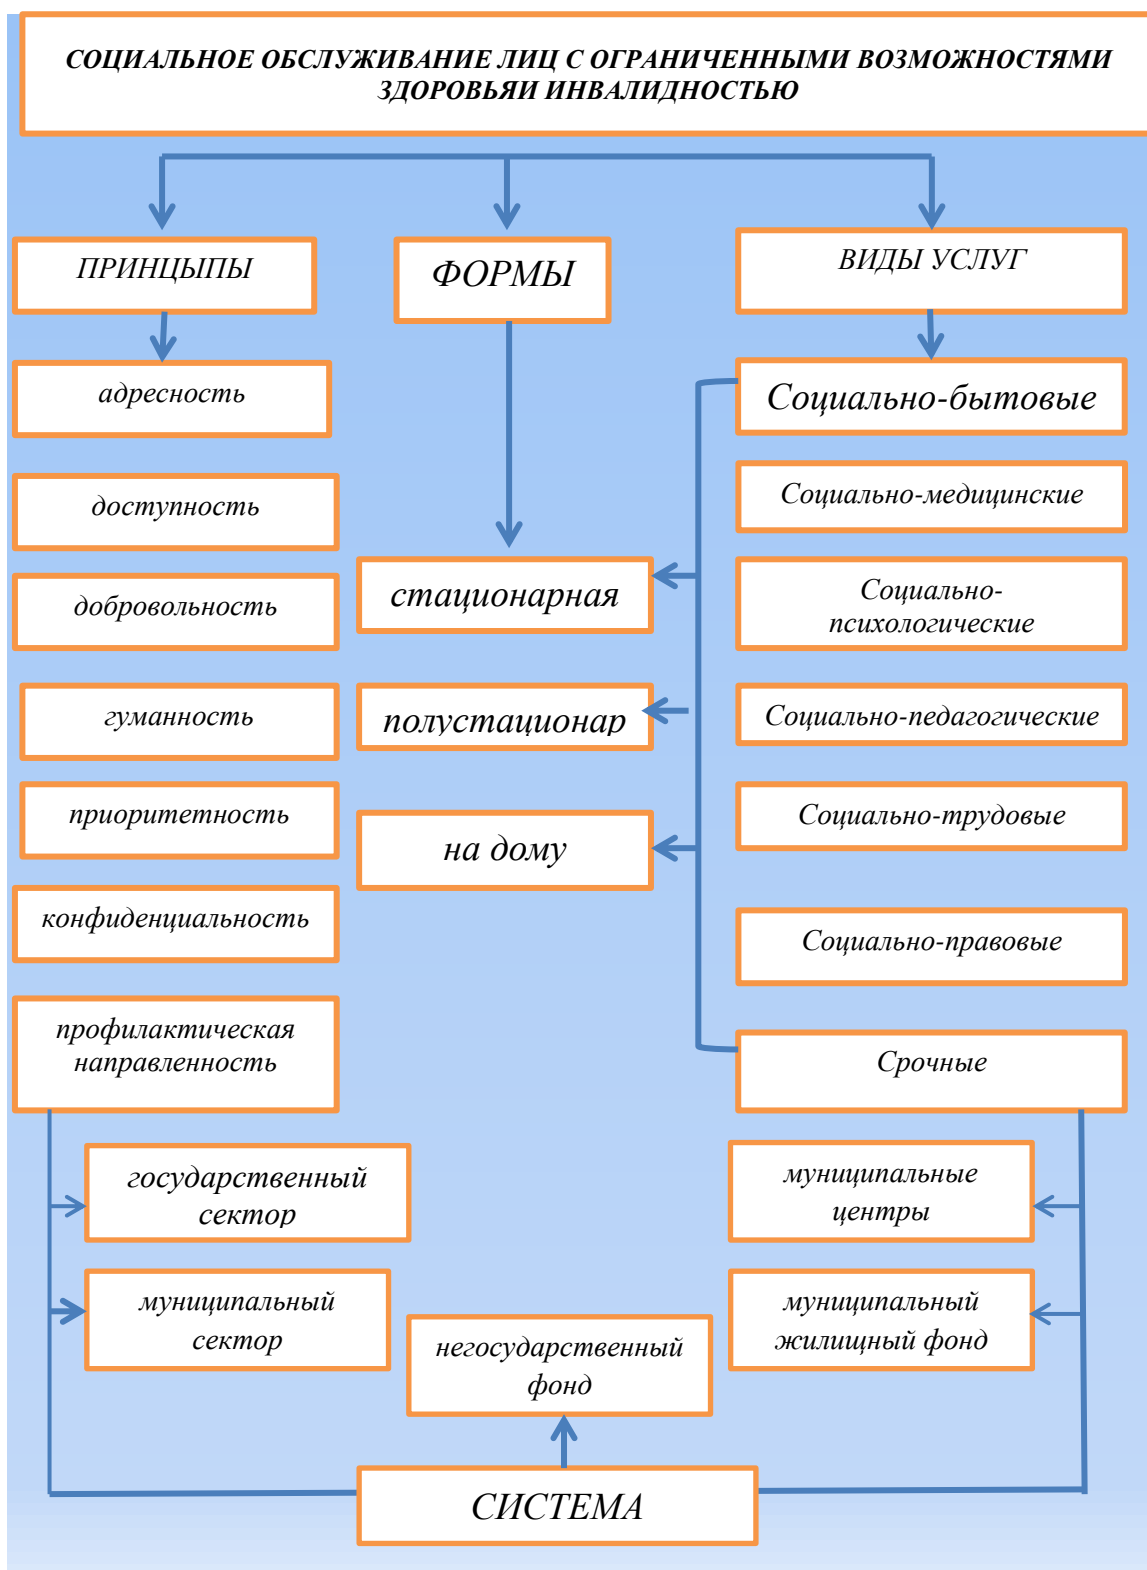 СОЦИАЛЬНОЕ ОБСЛУЖИВАНИЕ ЛИЦ С ОГРАНИЧЕННЫМИ ВОЗМОЖНОСТЯМИ
ЗДОРОВЬЯИ ИНВАЛИДНОСТЬЮ
ПРИНЦЫПЫ
ФОРМЫ
ВИДЫ УСЛУГ
адресность
доступность
добровольность
гуманность
приоритетность
конфиденциальность
профилактическая
направленность
стационарная
полустационар
на дому
Социально-бытовые
Социально-медицинские
Социально-
психологические
Социально-педагогические
Социально-трудовые
Социально-правовые
Срочные
государственный
сектор
муниципальный
сектор
негосударственный
фонд
муниципальные
центры
муниципальный
жилищный фонд
СИСТЕМА